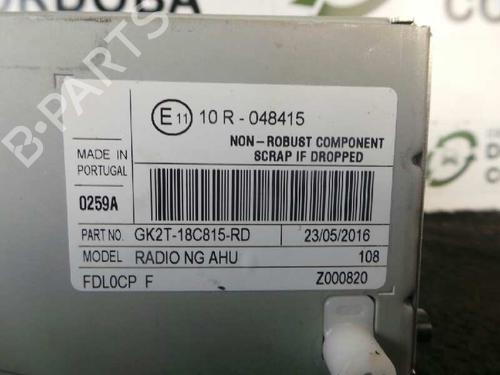 CÓRDOBA
E11 10 R - 048415
NON-ROBUST COMPONENT
SCRAP IF DROPPED
MADE IN
PORTUGAL
0259A
PART NO. GK2T-18C815-RD 23/05/2016
MODEL RADIO NG AHU 108
FDL0CP F Z000820